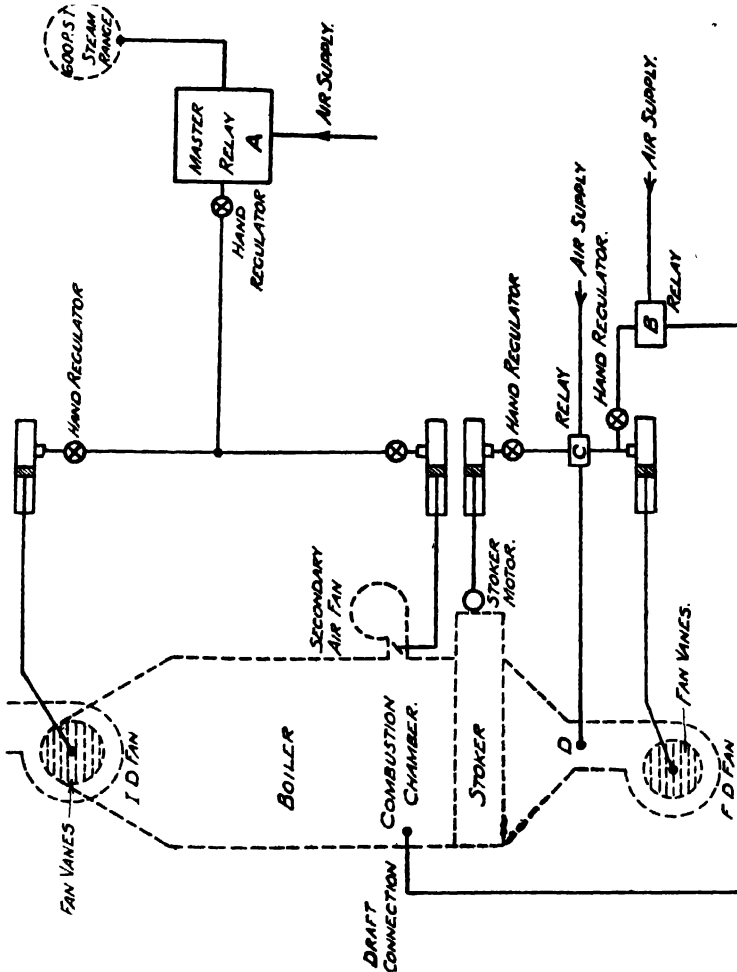 600 P.S.I.
STEAM
RANGE
MASTER
RELAY
A
AIR SUPPLY.
HAND
REGULATOR
HAND REGULATOR
FAN VANES
I D FAN
BOILER
SECONDARY
AIR FAN
COMBUSTION
CHAMBER.
DRAFT
CONNECTION
STOKER
STOKER
MOTOR.
HAND REGULATOR
RELAY
C
AIR SUPPLY
HAND REGULATOR.
B
RELAY
AIR SUPPLY.
D
FAN VANES.
F D FAN